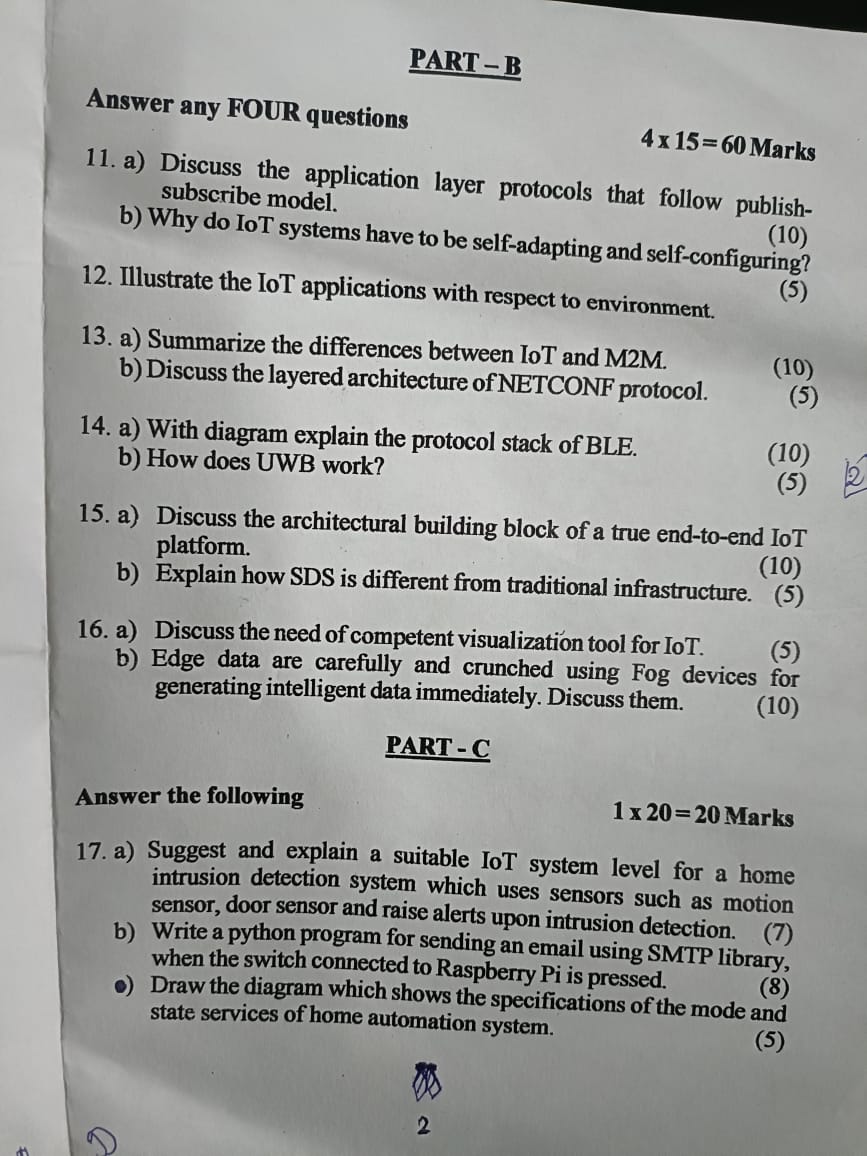 PART – B
Answer any FOUR questions
4 x 15 = 60 Marks
11. a) Discuss the application layer protocols that follow publish-
subscribe model. (10)
b) Why do IoT systems have to be self-adapting and self-configuring?
(5)
12. Illustrate the IoT applications with respect to environment.
13. a) Summarize the differences between IoT and M2M. (10)
b) Discuss the layered architecture of NETCONF protocol. (5)
14. a) With diagram explain the protocol stack of BLE. (10)
b) How does UWB work? (5)
2
15. a) Discuss the architectural building block of a true end-to-end IoT
platform. (10)
b) Explain how SDS is different from traditional infrastructure. (5)
16. a) Discuss the need of competent visualization tool for IoT. (5)
b) Edge data are carefully and crunched using Fog devices for
generating intelligent data immediately. Discuss them. (10)
PART - C
Answer the following
1 x 20 = 20 Marks
17. a) Suggest and explain a suitable IoT system level for a home
intrusion detection system which uses sensors such as motion
sensor, door sensor and raise alerts upon intrusion detection. (7)
b) Write a python program for sending an email using SMTP library,
when the switch connected to Raspberry Pi is pressed. (8)
) Draw the diagram which shows the specifications of the mode and
state services of home automation system. (5)
2